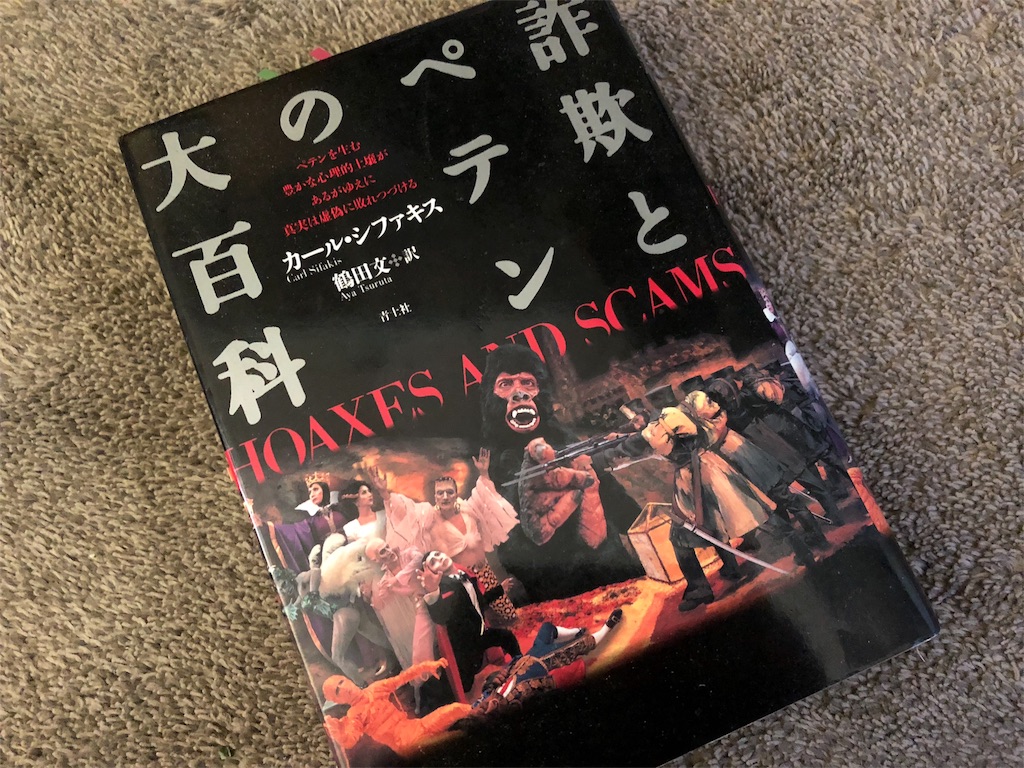 詐欺と
ペテン
の
大百科
ペテンを生む
豊かな心理的土壌が
あるがゆえに
真実は虚偽に敗れつづける
カール・シファキス
Carl Sifakis
鶴田文✣訳
Aya Tsuruta
青土社
HOAXES AND SCAMS